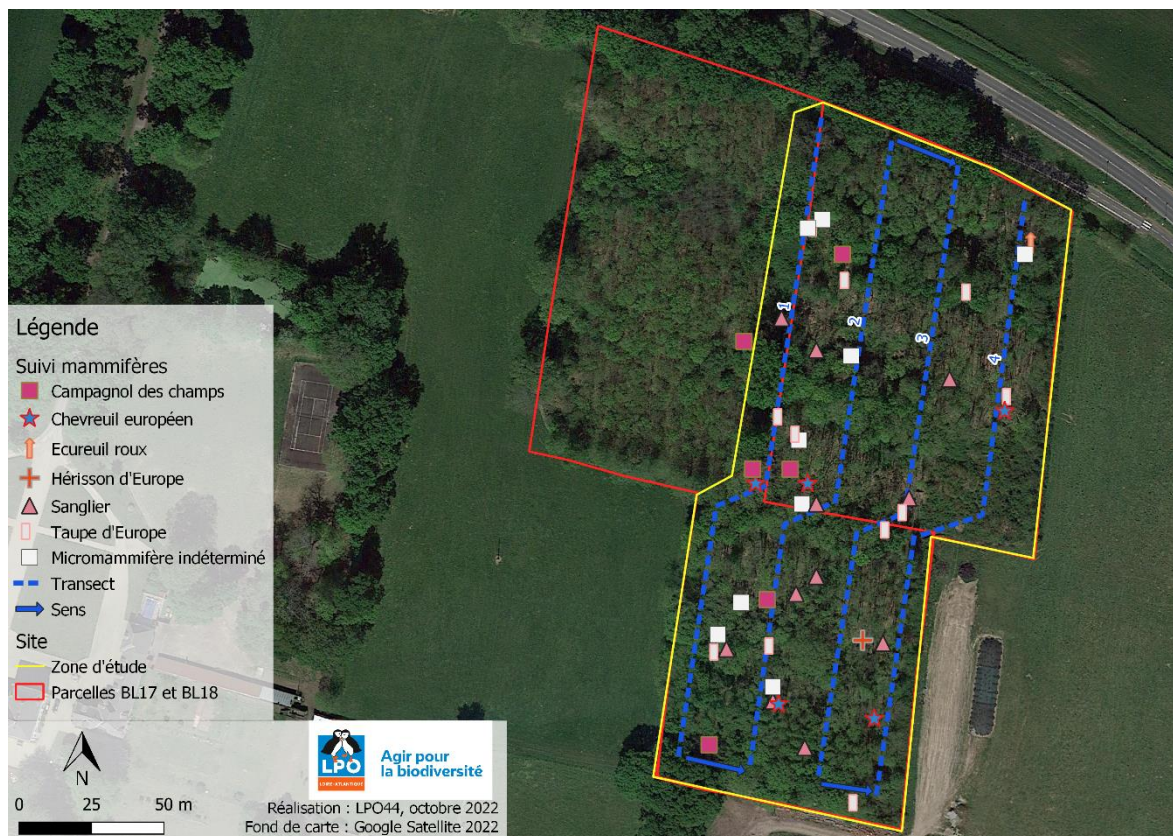 1
2
3
4
Légende
Suivi mammifères
Campagnol des champs
Chevreuil européen
Ecureuil roux
Hérisson d'Europe
Sanglier
Taupe d'Europe
Micromammifère indéterminé
Transect
Sens
Site
Zone d'étude
Parcelles BL17 et BL18
N
0 25 50 m
LPO
LOIRE-ATLANTIQUE
Agir pour
la biodiversité
Réalisation : LPO44, octobre 2022
Fond de carte : Google Satellite 2022